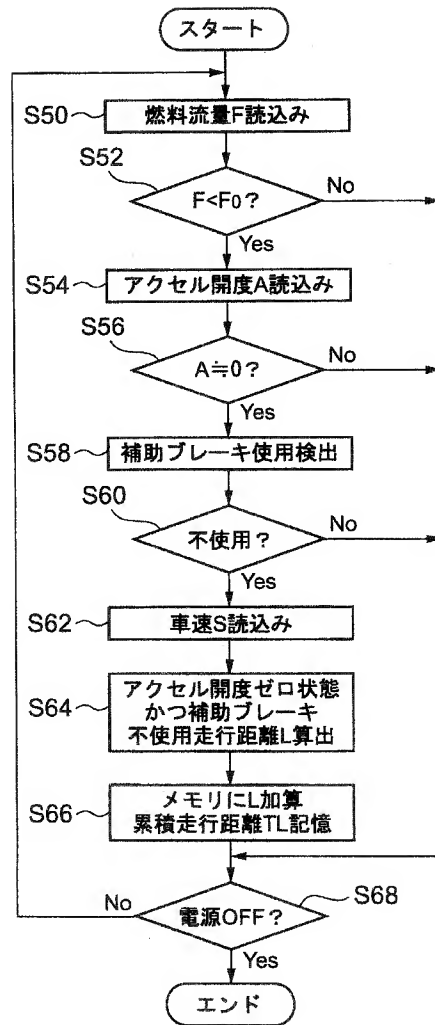 スタート
S50
燃料流量F読込み
S52
F<F0？
No
Yes
S54
アクセル開度A読込み
S56
A≒0？
No
Yes
S58
補助ブレーキ使用検出
S60
不使用？
No
Yes
S62
車速S読込み
S64
アクセル開度ゼロ状態
かつ補助ブレーキ
不使用走行距離L算出
S66
メモリにL加算
累積走行距離TL記憶
S68
No
電源OFF？
Yes
エンド